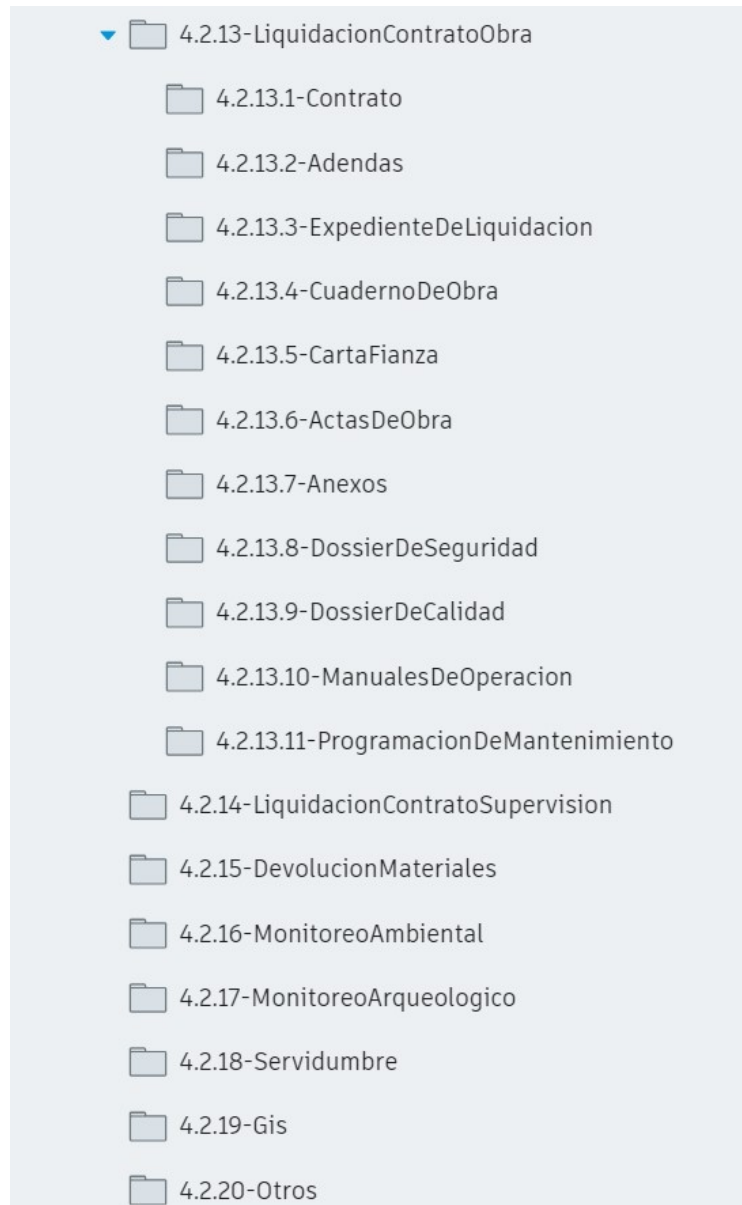 4.2.13-LiquidacionContratoObra
4.2.13.1-Contrato
4.2.13.2-Adendas
4.2.13.3-ExpedienteDeLiquidacion
4.2.13.4-CuadernoDeObra
4.2.13.5-CartaFianza
4.2.13.6-ActasDeObra
4.2.13.7-Anexos
4.2.13.8-DossierDeSeguridad
4.2.13.9-DossierDeCalidad
4.2.13.10-ManualesDeOperacion
4.2.13.11-ProgramacionDeMantenimiento
4.2.14-LiquidacionContratoSupervision
4.2.15-DevolucionMateriales
4.2.16-MonitoreoAmbiental
4.2.17-MonitoreoArqueologico
4.2.18-Servidumbre
4.2.19-Gis
4.2.20-Otros